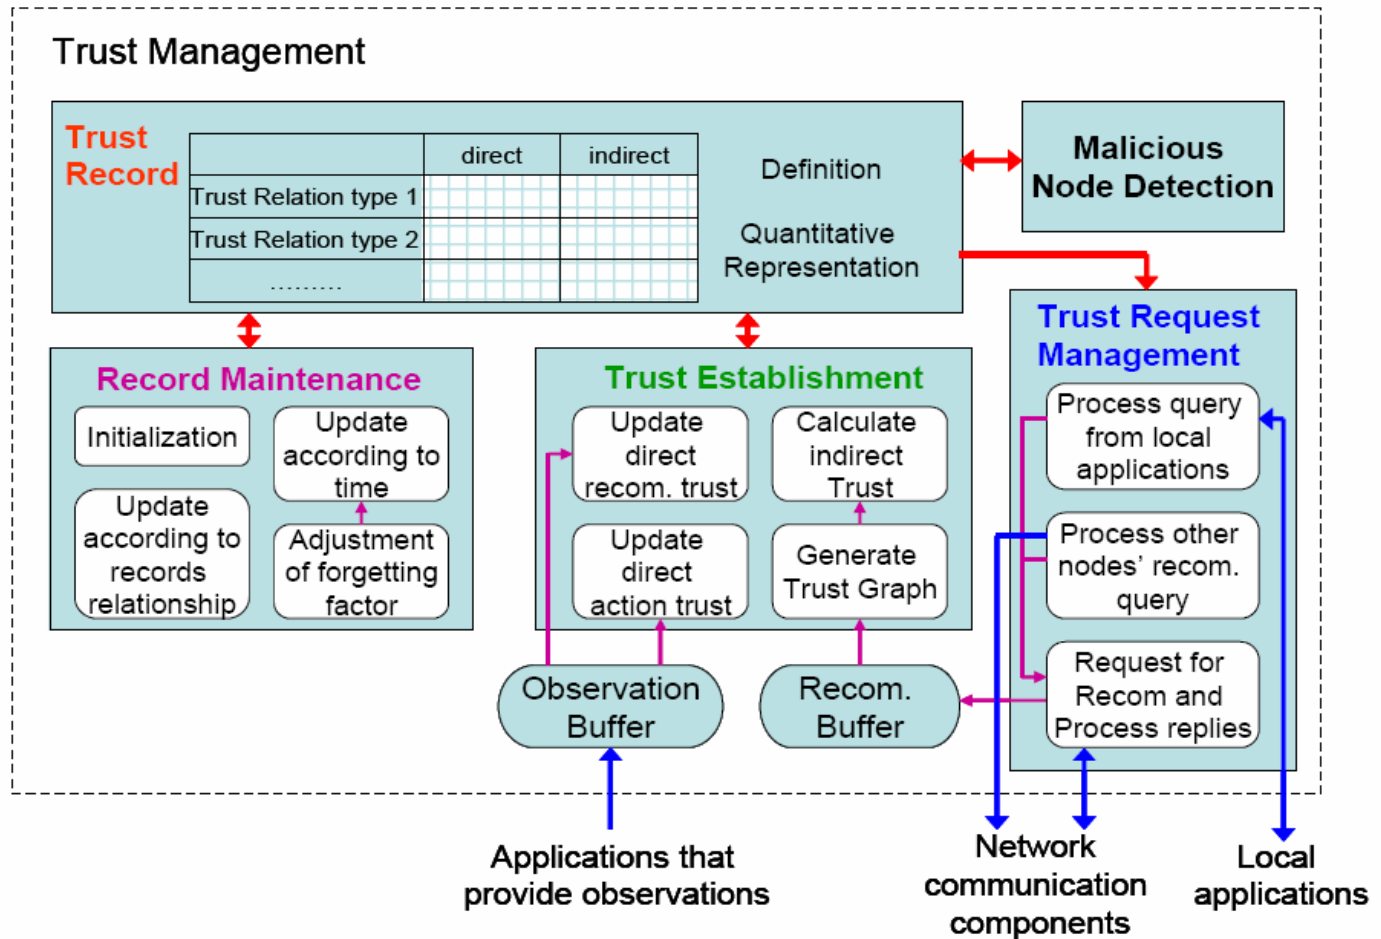 Trust Management
Trust
Record
direct
indirect
Trust Relation type 1
Trust Relation type 2
.........
Definition
Quantitative
Representation
Malicious
Node Detection
Record Maintenance
Initialization
Update
according to
time
Update
according to
records
relationship
Adjustment
of forgetting
factor
Trust Establishment
Update
direct
recom. trust
Calculate
indirect
Trust
Update
direct
action trust
Generate
Trust Graph
Trust Request
Management
Process query
from local
applications
Process other
nodes’ recom.
query
Request for
Recom and
Process replies
Observation
Buffer
Recom.
Buffer
Applications that
provide observations
Network
communication
components
Local
applications